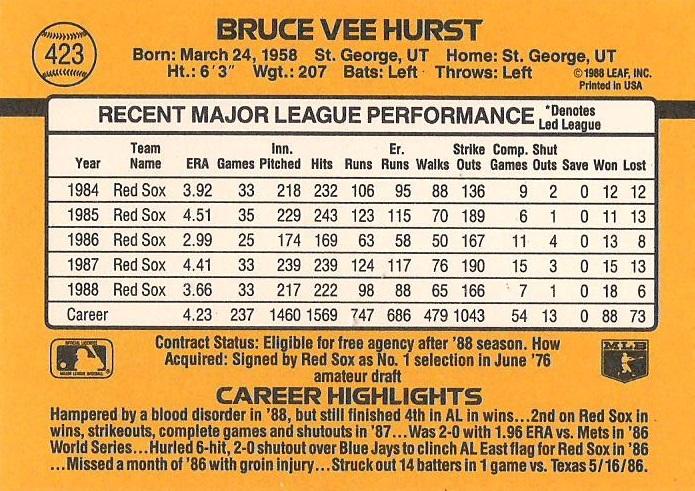 423
BRUCE VEE HURST
Born: March 24, 1958 St. George, UT Home: St. George, UT
Ht.: 6'3" Wgt.: 207 Bats: Left Throws: Left
© 1988 LEAF, INC.
Printed in USA
RECENT MAJOR LEAGUE PERFORMANCE *Denotes Led League
Year Team Name ERA Games Inn. Pitched Hits Runs Er. Runs Walks Strike Outs Comp. Games Shut Outs Save Won Lost
1984 Red Sox 3.92 33 218 232 106 95 88 136 9 2 0 12 12
1985 Red Sox 4.51 35 229 243 123 115 70 189 6 1 0 11 13
1986 Red Sox 2.99 25 174 169 63 58 50 167 11 4 0 13 8
1987 Red Sox 4.41 33 239 239 124 117 76 190 15 3 0 15 13
1988 Red Sox 3.66 33 217 222 98 88 65 166 7 1 0 18 6
Career 4.23 237 1460 1569 747 686 479 1043 54 13 0 88 73
Contract Status: Eligible for free agency after '88 season. How
Acquired: Signed by Red Sox as No. 1 selection in June '76
amateur draft
OFFICIAL LICENSEE
MAJOR LEAGUE BASEBALL
MLB
CAREER HIGHLIGHTS
Hampered by a blood disorder in '88, but still finished 4th in AL in wins...2nd on Red Sox in
wins, strikeouts, complete games and shutouts in '87...Was 2-0 with 1.96 ERA vs. Mets in '86
World Series...Hurled 6-hit, 2-0 shutout over Blue Jays to clinch AL East flag for Red Sox in '86
...Missed a month of '86 with groin injury...Struck out 14 batters in 1 game vs. Texas 5/16/86.